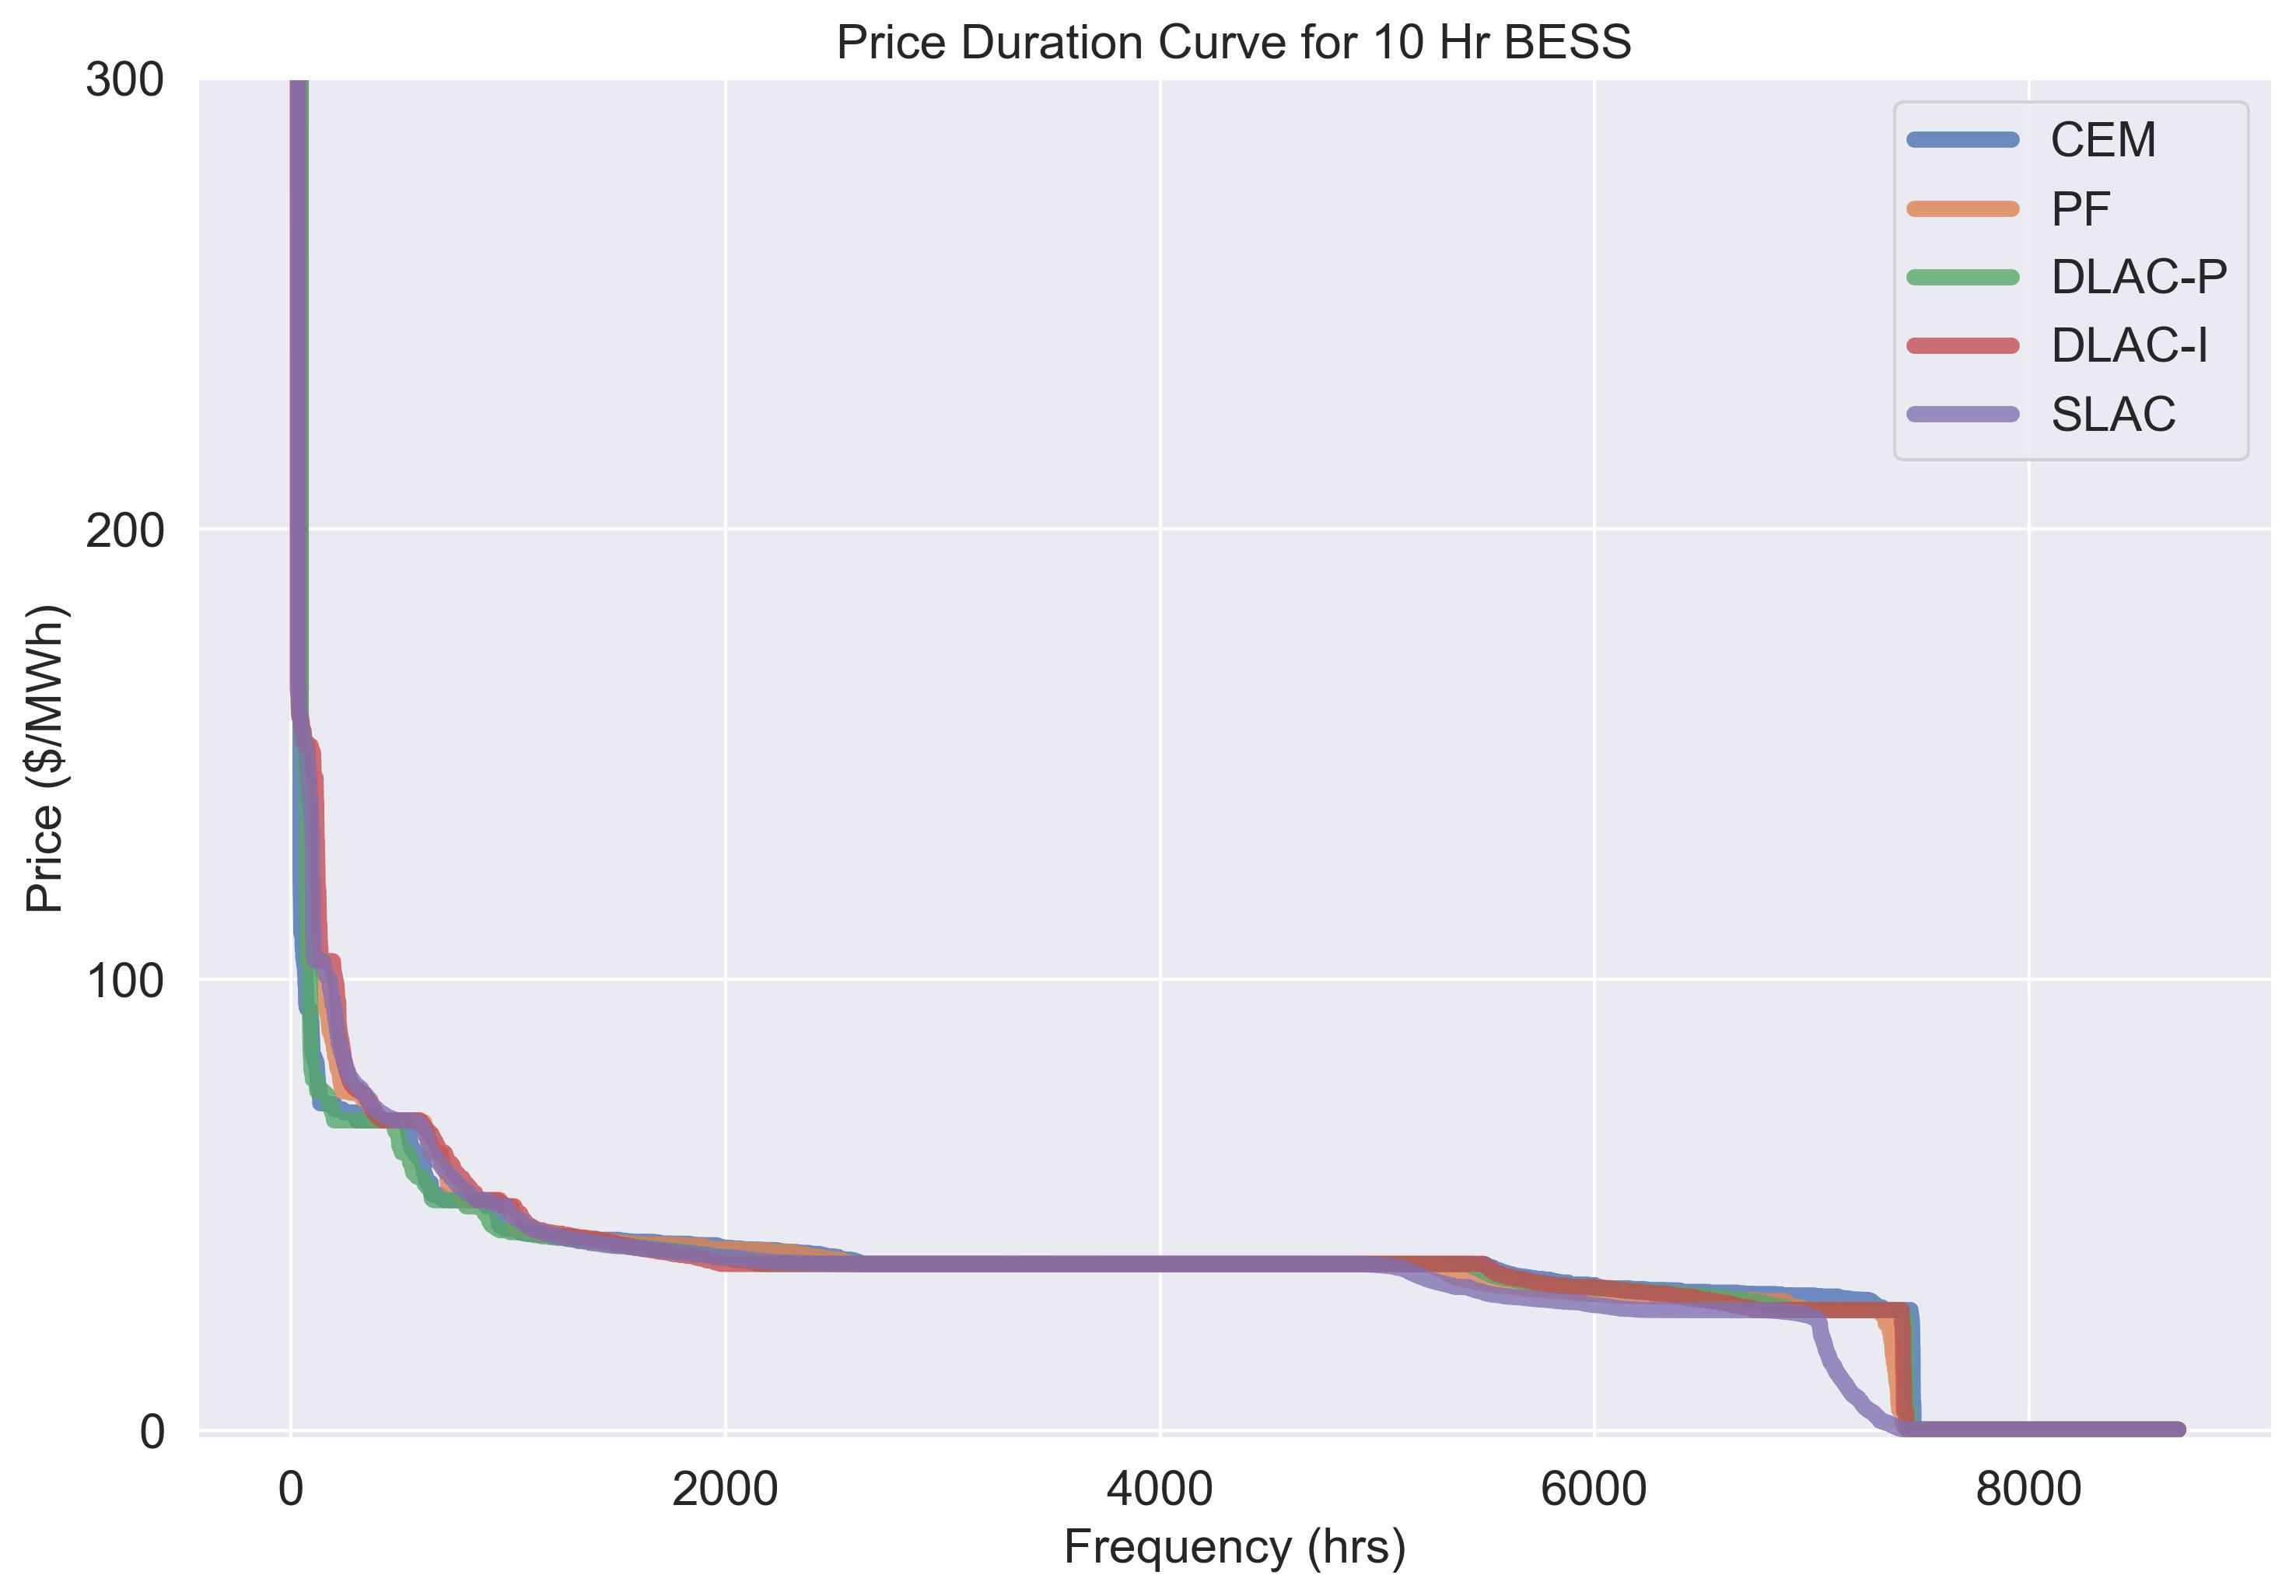 Price Duration Curve for 10 Hr BESS
300
200
100
0
Price ($/MWh)
CEM
PF
DLAC-P
DLAC-I
SLAC
0 2000 4000 6000 8000
Frequency (hrs)